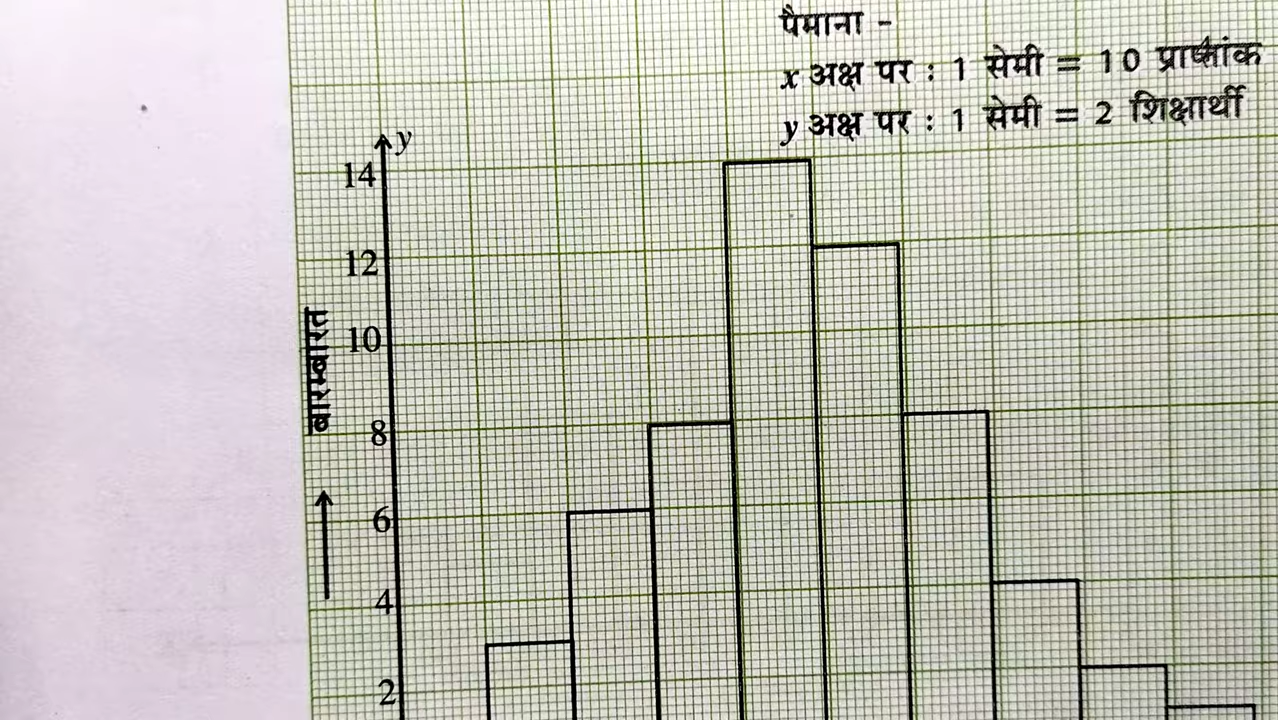 पैमाना -
x अक्ष पर : 1 सेमी = 10 प्राप्तांक
y अक्ष पर : 1 सेमी = 2 शिक्षार्थी
y
14
12
10
8
6
4
2
बारम्बारत